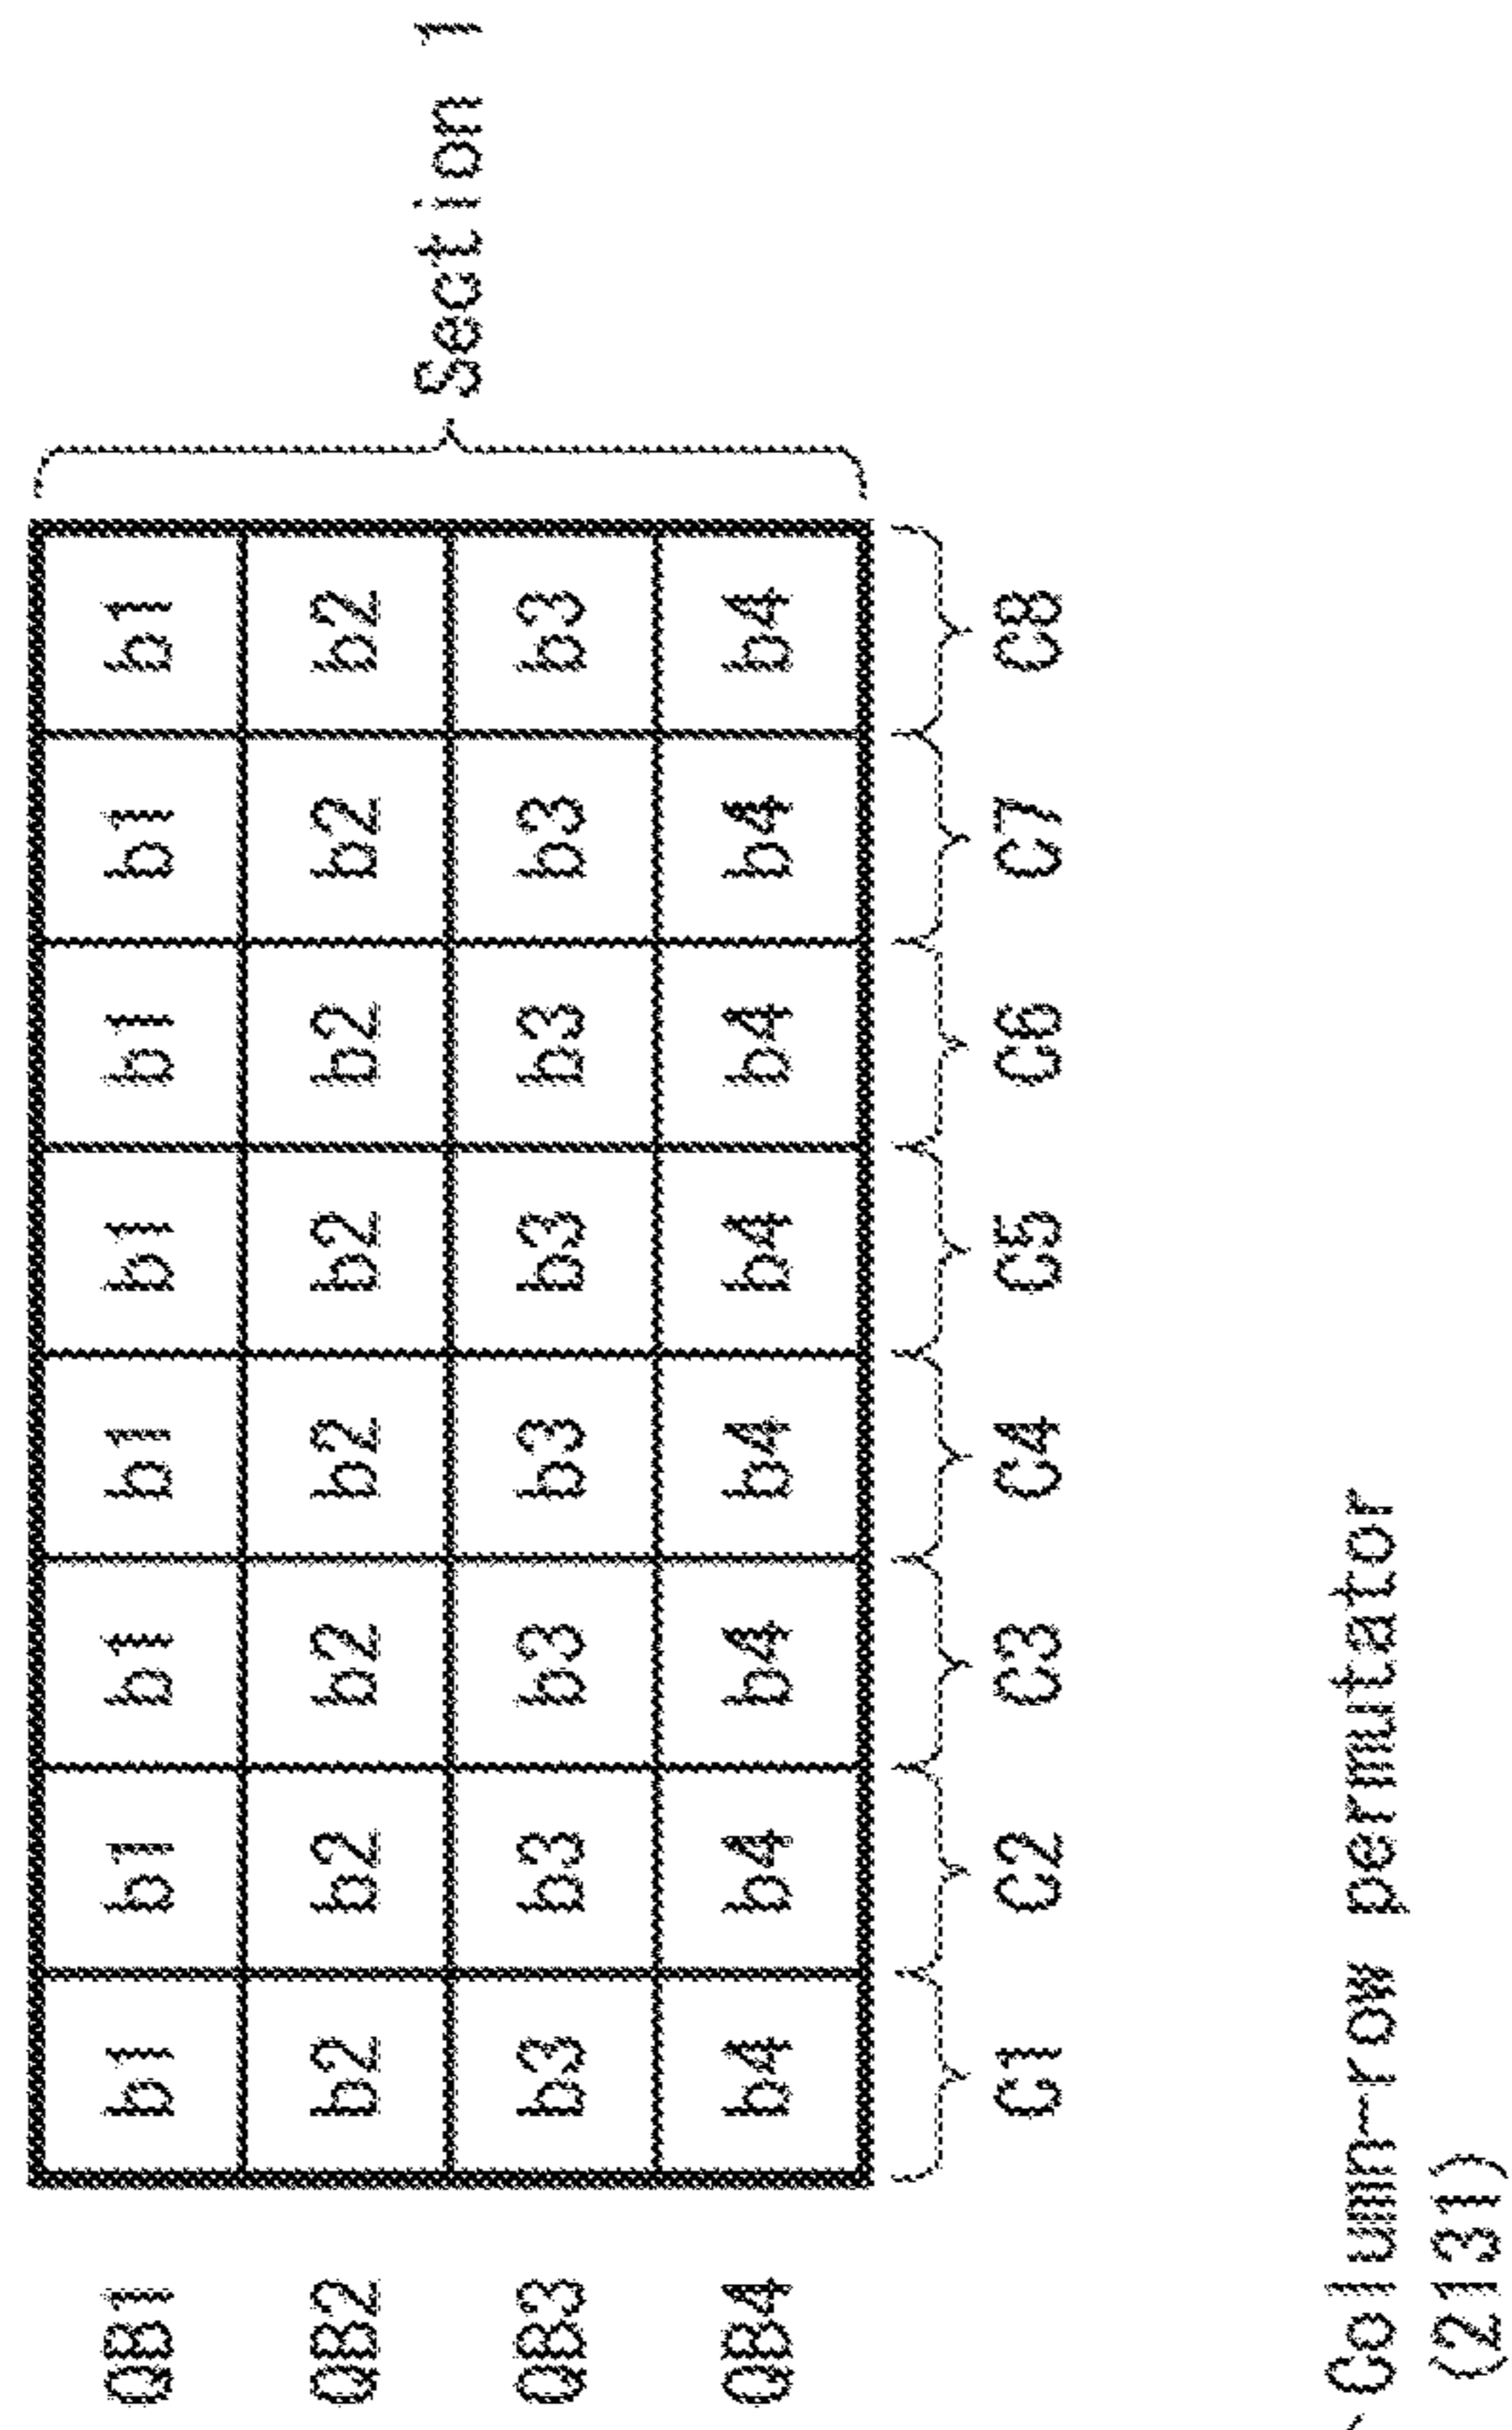 QB1 b1 b1 b1 b1 b1 b1 b1 b1
QB2 b2 b2 b2 b2 b2 b2 b2 b2
QB3 b3 b3 b3 b3 b3 b3 b3 b3
QB4 b4 b4 b4 b4 b4 b4 b4 b4
Section 1
C1 C2 C3 C4 C5 C6 C7 C8
Column-row permutator
(2131)